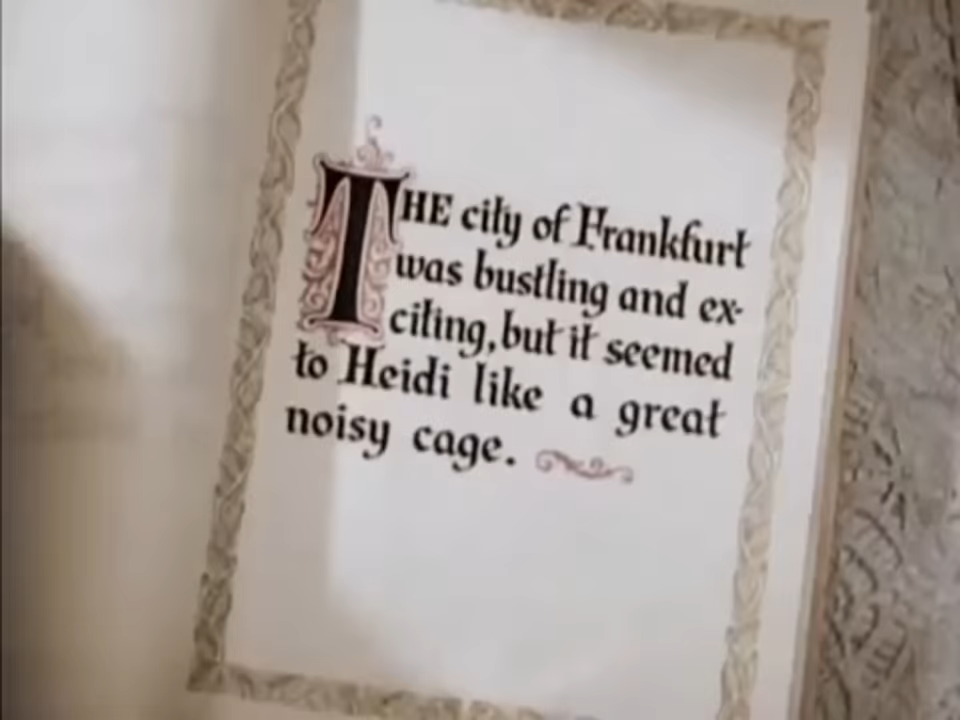 THE city of Frankfurt
was bustling and ex-
citing, but it seemed
to Heidi like a great
noisy cage.